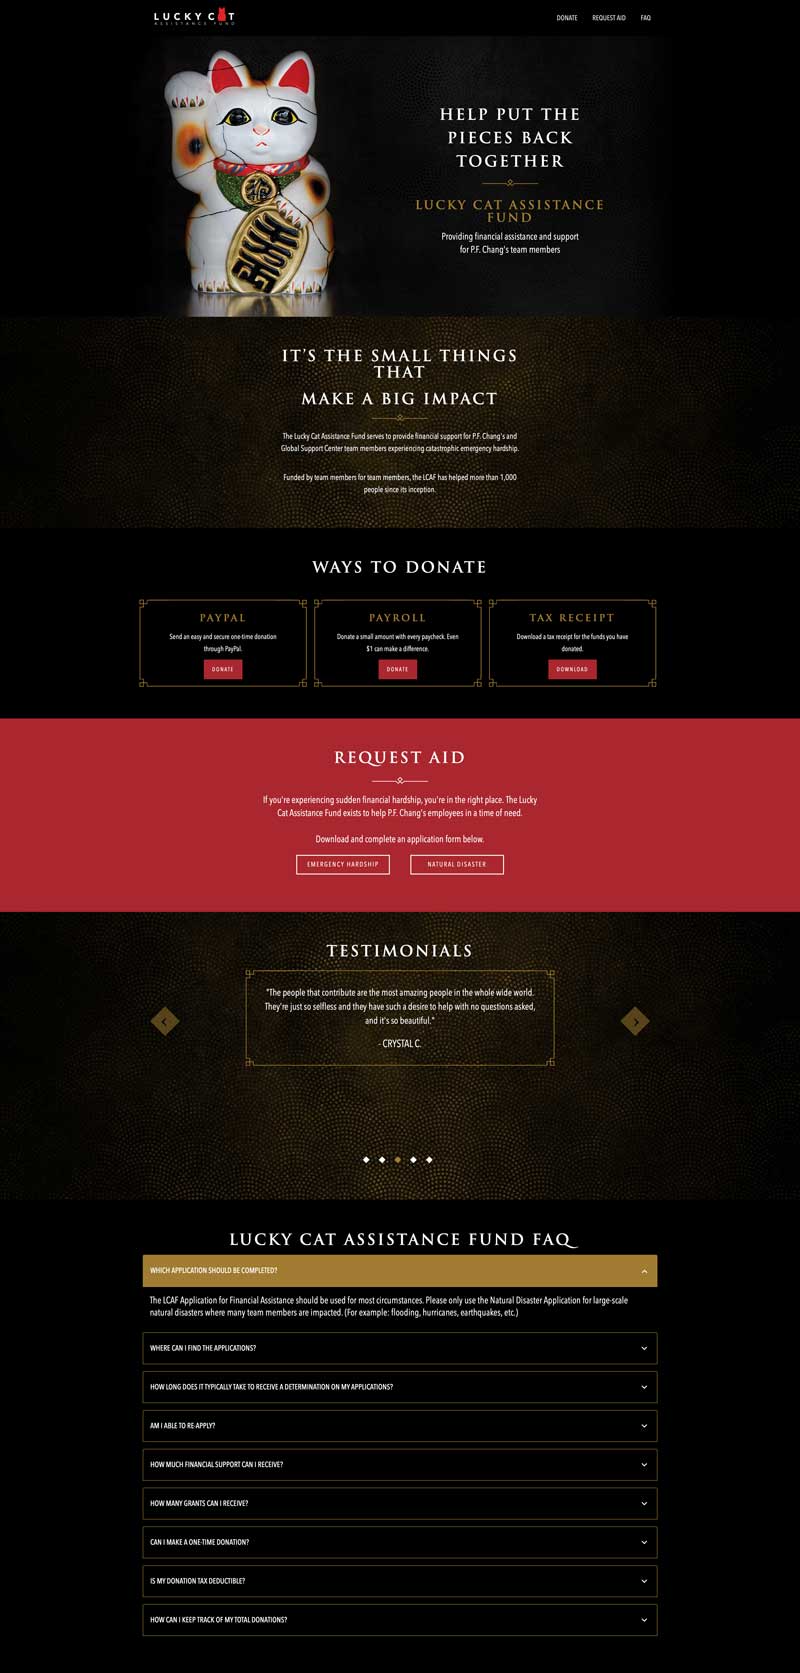 LUCKY CAT
ASSISTANCE FUND
DONATE
REQUEST AID
FAQ
HELP PUT THE
PIECES BACK
TOGETHER
LUCKY CAT ASSISTANCE
FUND
Providing financial assistance and support
for P.F. Chang's team members
IT'S THE SMALL THINGS
THAT
MAKE A BIG IMPACT
The Lucky Cat Assistance Fund serves to provide financial support for P.F. Chang's and
Global Support Center team members experiencing catastrophic emergency hardship.
Funded by team members for team members, the LCAF has helped more than 1,000
people since its inception.
WAYS TO DONATE
PAYPAL
Send an easy and secure one-time donation
through PayPal.
DONATE
PAYROLL
Donate a small amount with every paycheck. Even
$1 can make a difference.
DONATE
TAX RECEIPT
Download a tax receipt for the funds you have
donated.
DOWNLOAD
REQUEST AID
If you're experiencing sudden financial hardship, you're in the right place. The Lucky
Cat Assistance Fund exists to help P.F. Chang's employees in a time of need.
Download and complete an application form below.
EMERGENCY HARDSHIP
NATURAL DISASTER
TESTIMONIALS
"The people that contribute are the most amazing people in the whole wide world.
They're just so selfless and they have such a desire to help with no questions asked,
and it's so beautiful."
- CRYSTAL C.
LUCKY CAT ASSISTANCE FUND FAQ
WHICH APPLICATION SHOULD BE COMPLETED?
The LCAF Application for Financial Assistance should be used for most circumstances. Please only use the Natural Disaster Application for large-scale
natural disasters where many team members are impacted. (For example: flooding, hurricanes, earthquakes, etc.)
WHERE CAN I FIND THE APPLICATIONS?
HOW LONG DOES IT TYPICALLY TAKE TO RECEIVE A DETERMINATION ON MY APPLICATIONS?
AM I ABLE TO RE-APPLY?
HOW MUCH FINANCIAL SUPPORT CAN I RECEIVE?
HOW MANY GRANTS CAN I RECEIVE?
CAN I MAKE A ONE-TIME DONATION?
IS MY DONATION TAX DEDUCTIBLE?
HOW CAN I KEEP TRACK OF MY TOTAL DONATIONS?